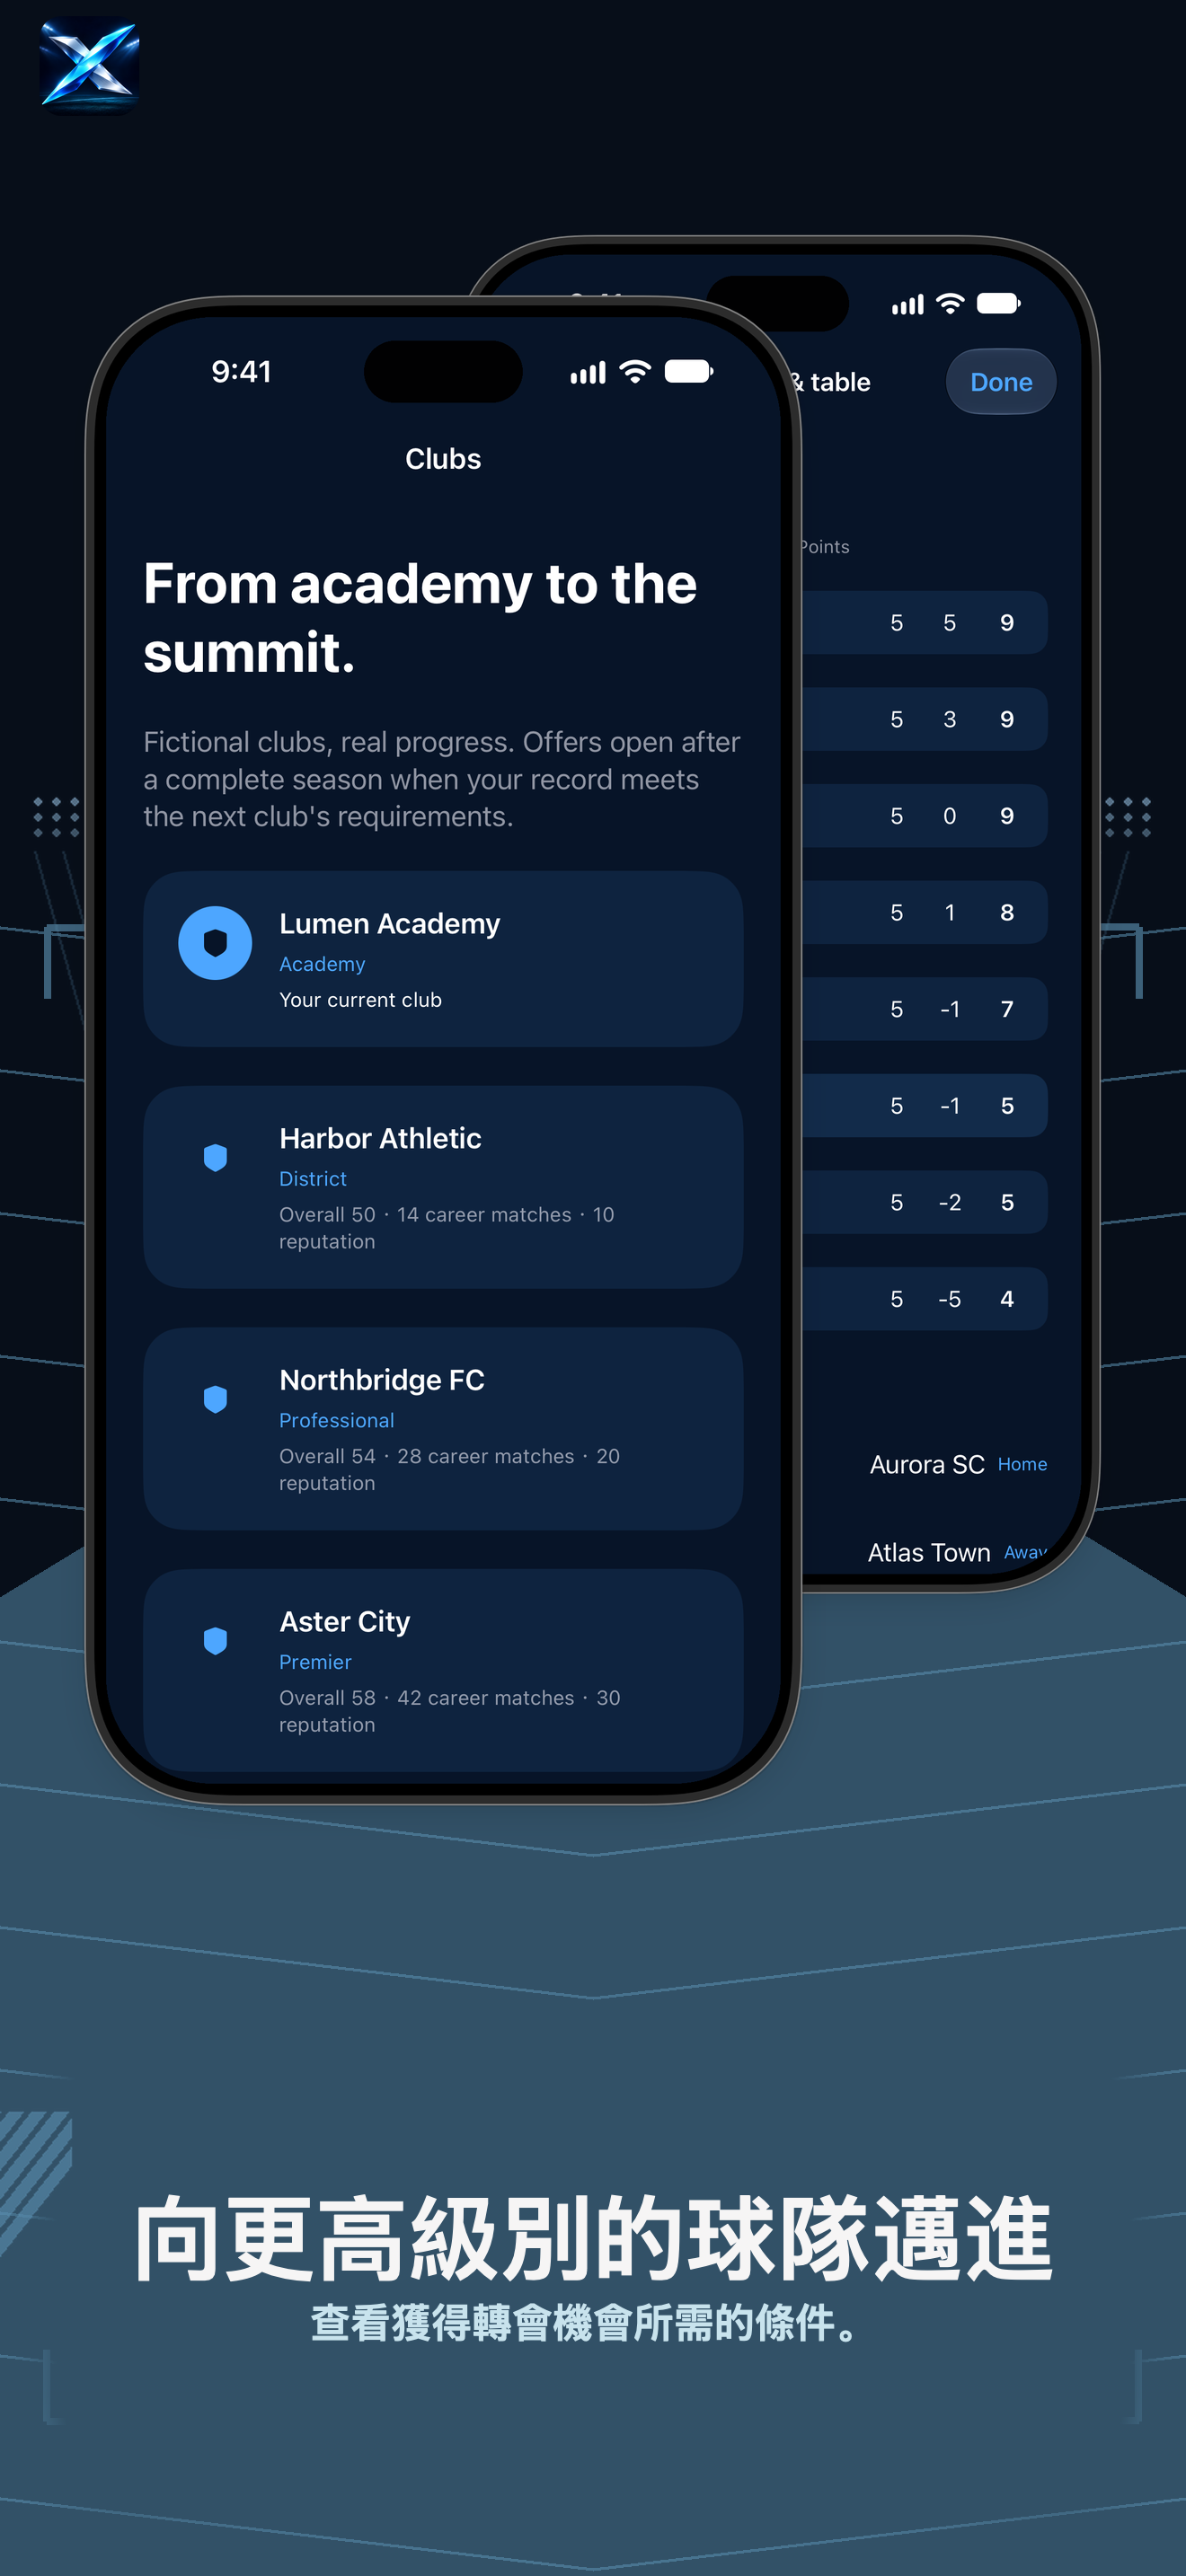 9:41
Clubs
From academy to the
summit.
Fictional clubs, real progress. Offers open after
a complete season when your record meets
the next club's requirements.
Lumen Academy
Academy
Your current club
Harbor Athletic
District
Overall 50 · 14 career matches · 10
reputation
Northbridge FC
Professional
Overall 54 · 28 career matches · 20
reputation
Aster City
Premier
Overall 58 · 42 career matches · 30
reputation
& table
Done
Points
5 5 9
5 3 9
5 0 9
5 1 8
5 -1 7
5 -1 5
5 -2 5
5 -5 4
Aurora SC Home
Atlas Town Away
向更高級別的球隊邁進
查看獲得轉會機會所需的條件。